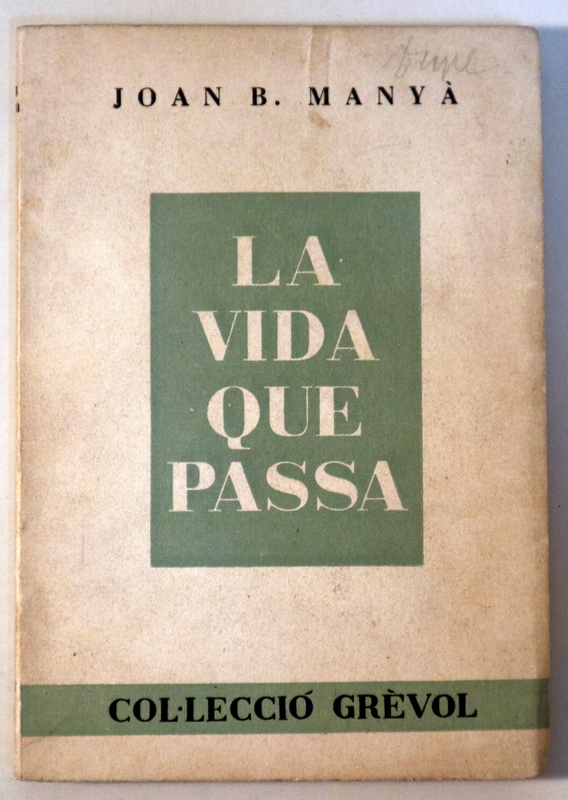 JOAN B. MANYÀ
LA
VIDA
QUE
PASSA
COL·LECCIÓ GRÈVOL